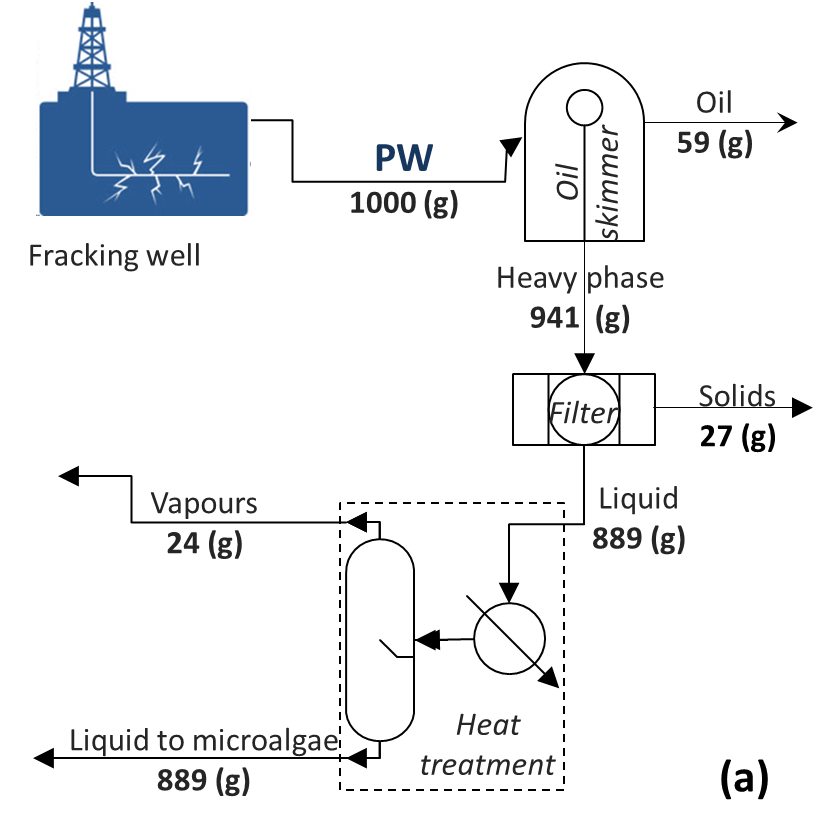 PW
1000 (g)
Fracking well
Oil
skimmer
Oil
59 (g)
Heavy phase
941 (g)
Filter
Solids
27 (g)
Liquid
889 (g)
Vapours
24 (g)
Heat
treatment
Liquid to microalgae
889 (g)
(a)